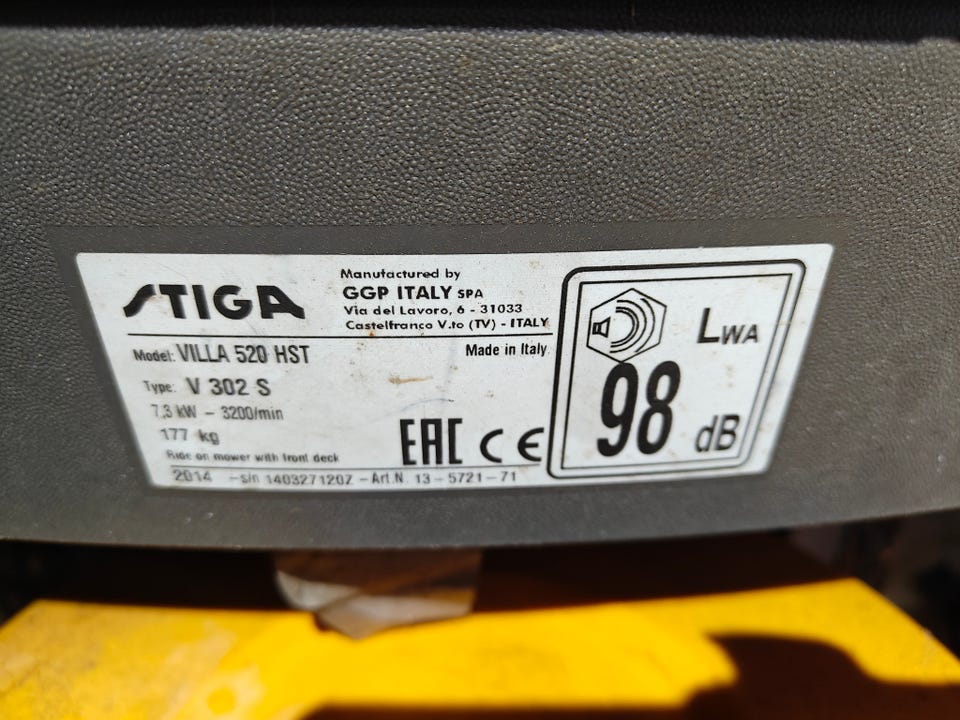 STIGA
Manufactured by
GGP ITALY SPA
Via del Lavoro, 6 - 31033
Castelfranco V.to (TV) - ITALY
Model: VILLA 520 HST
Made in Italy
Type: V 302 S
7,3 kW - 3200/min
177 kg
Ride on mower with front deck
EAC CE
2014 -s/n 140327120Z -Art.N. 13-5721-71
LWA
98 dB